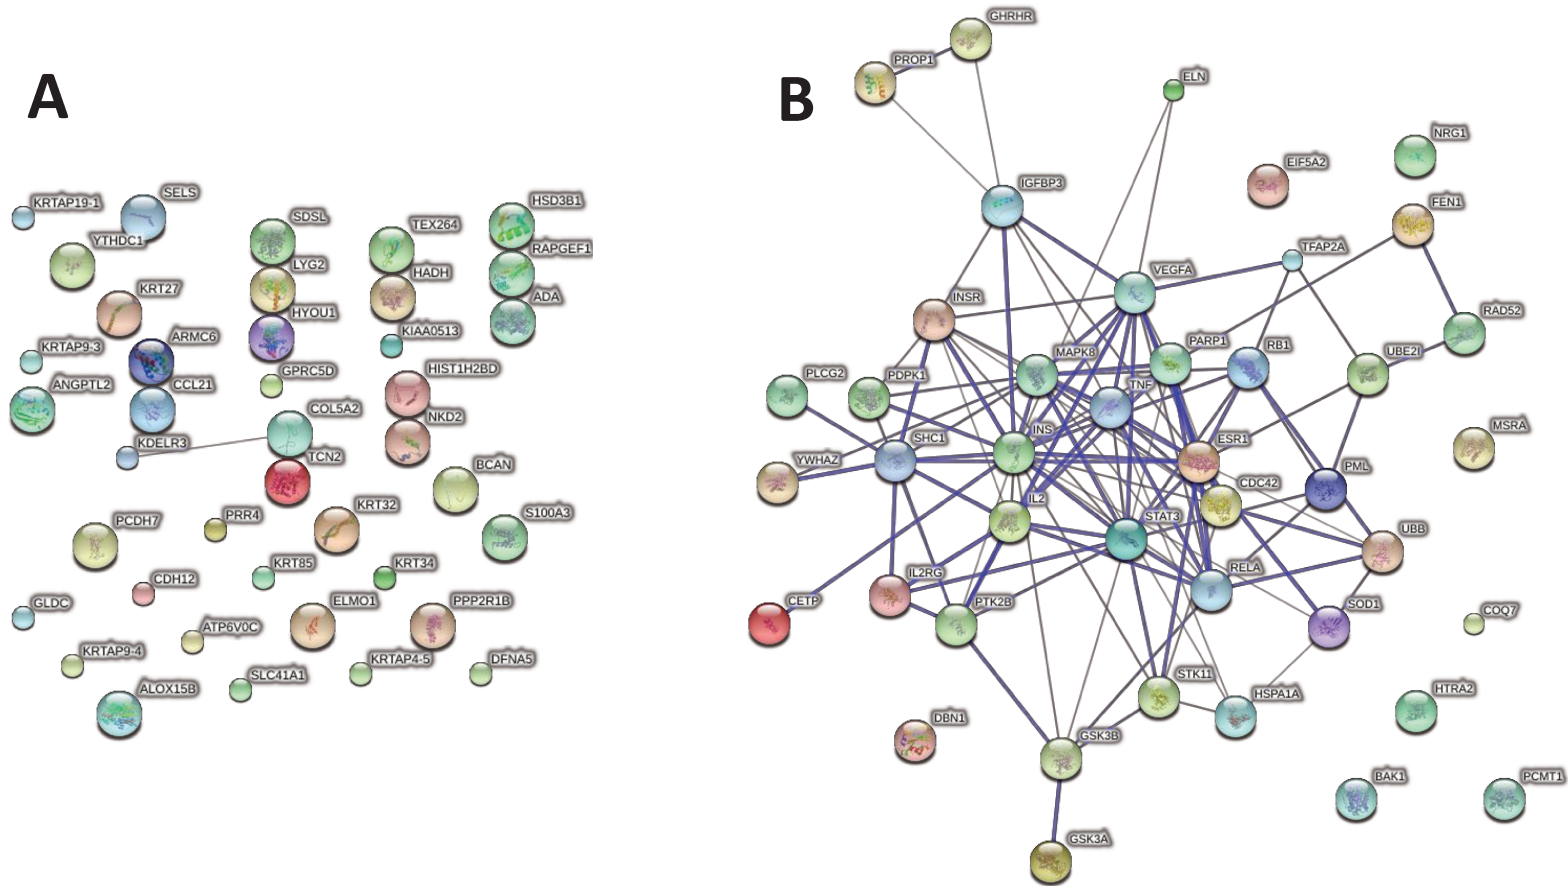 A
KRTAP19-1
SELS
YTHDC1
KRT27
KRTAP9-3
ARMC6
ANGPTL2
CCL21
KDELR3
SDSL
LYG2
HYOU1
GPRC5D
COL5A2
TCN2
TEX264
HADH
KIAA0513
HIST1H2BD
NKD2
HSD3B1
RAPGEF1
ADA
BCAN
PCDH7
PRR4
KRT32
S100A3
CDH12
KRT85
KRT34
GLDC
ATP6V0C
ELMO1
PPP2R1B
KRTAP9-4
SLC41A1
KRTAP4-5
DFNA5
ALOX15B
B
GHRHR
PROP1
ELN
NRG1
EIF5A2
IGFBP3
FEN1
TFAP2A
VEGFA
INSR
RAD52
MAPK8
PARP1
RB1
UBE2I
PLCG2
PDPK1
TNF
MSRA
SHC1
INS
ESR1
YWHAZ
PML
CDC42
IL2
STAT3
UBB
IL2RG
RELA
CETP
PTK2B
SOD1
COQ7
STK11
HSPA1A
HTRA2
DBN1
GSK3B
BAK1
PCMT1
GSK3A